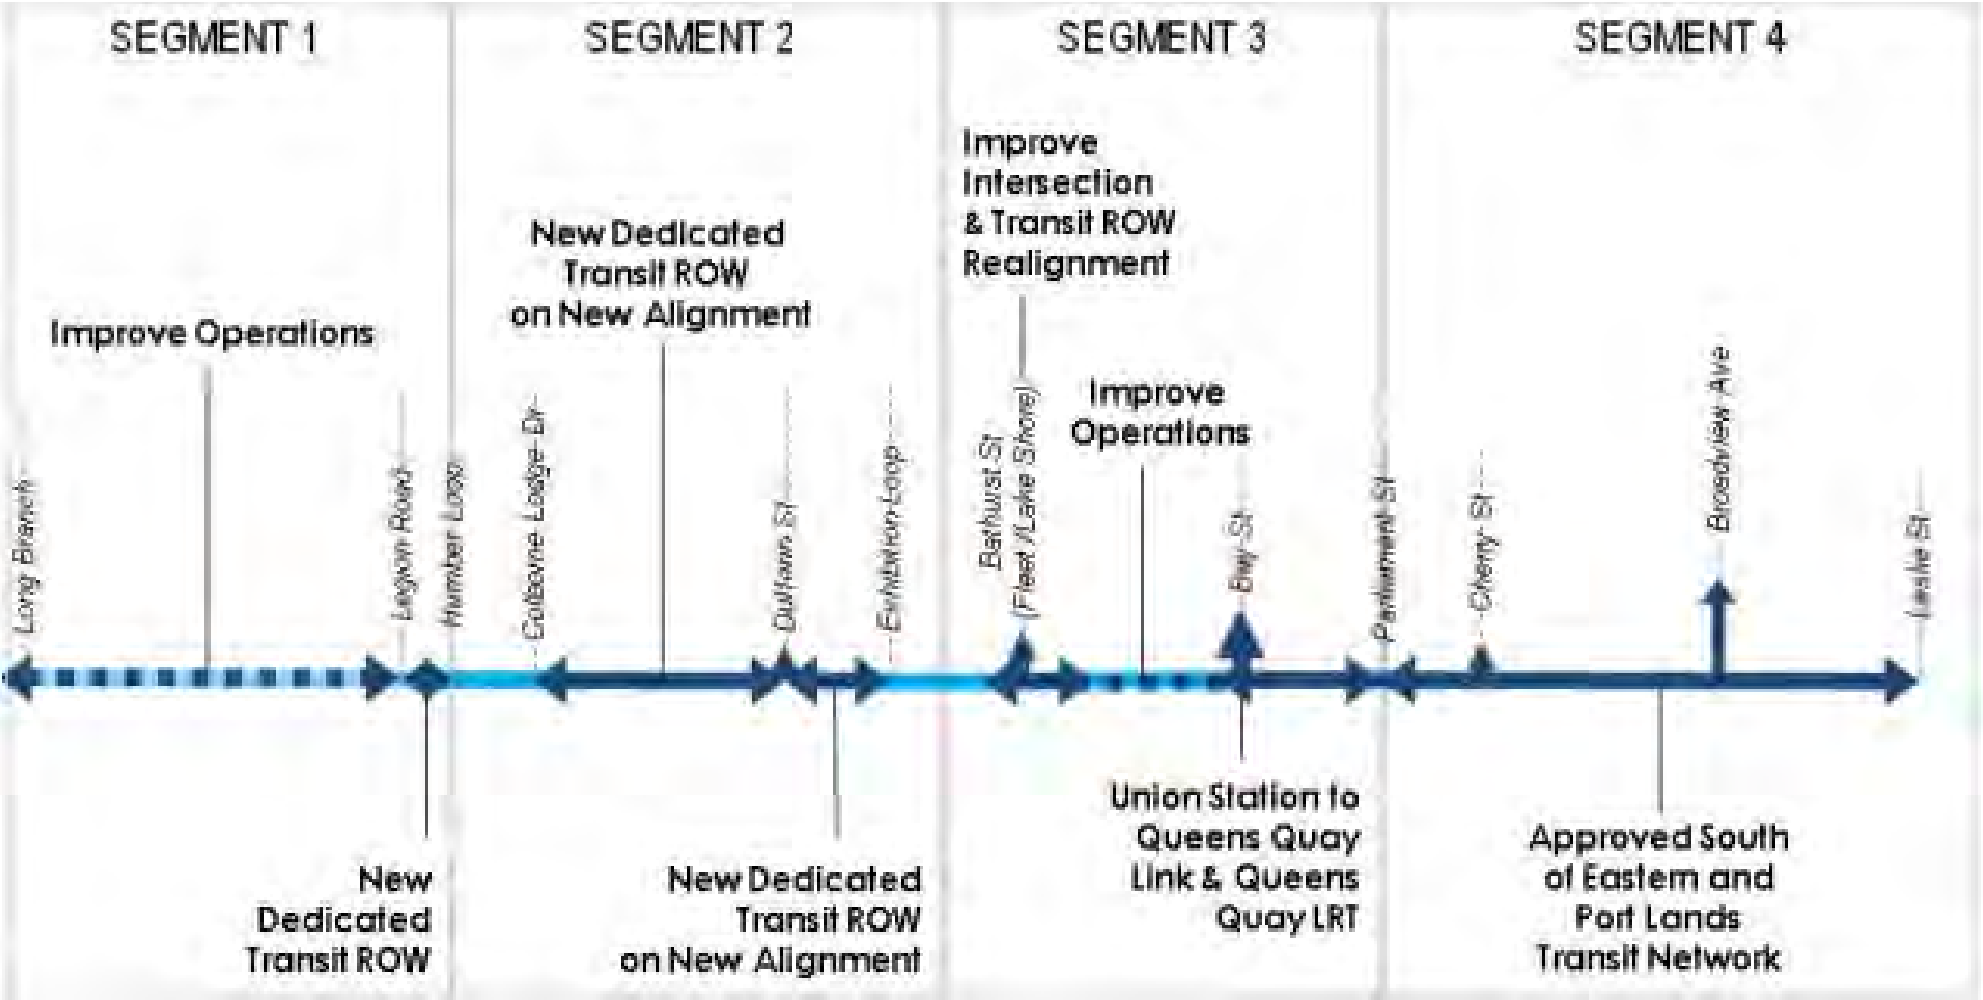 SEGMENT 1
SEGMENT 2
SEGMENT 3
SEGMENT 4
Improve
Intersection
& Transit ROW
Realignment
New Dedicated
Transit ROW
on New Alignment
Improve Operations
Improve
Operations
Long Branch
Legion Road
Humber Loop
Colborne Lodge Dr
Dufferin St
Exhibition Loop
Bathurst St
(Fleet /Lake Shore)
Bay St
Parliament St
Cherry St
Broadview Ave
Leslie St
New
Dedicated
Transit ROW
New Dedicated
Transit ROW
on New Alignment
Union Station to
Queens Quay
Link & Queens
Quay LRT
Approved South
of Eastern and
Port Lands
Transit Network